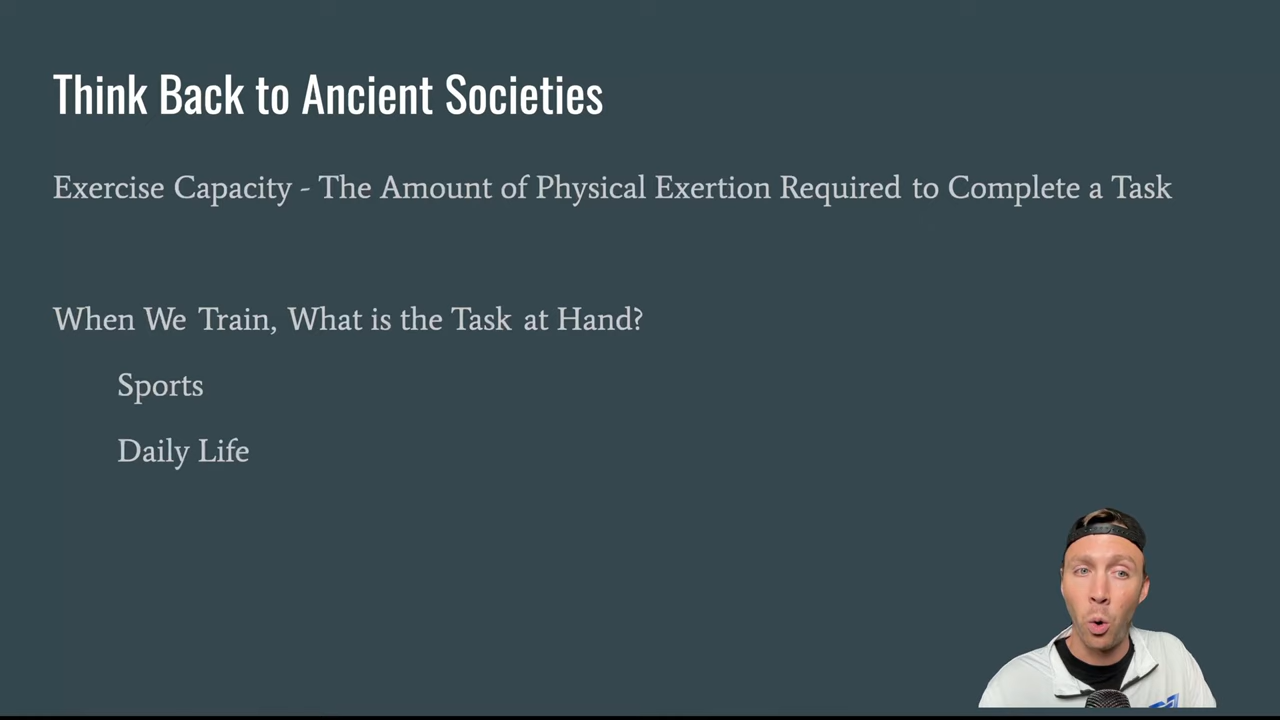 Think Back to Ancient Societies
Exercise Capacity - The Amount of Physical Exertion Required to Complete a Task
When We Train, What is the Task at Hand?
Sports
Daily Life